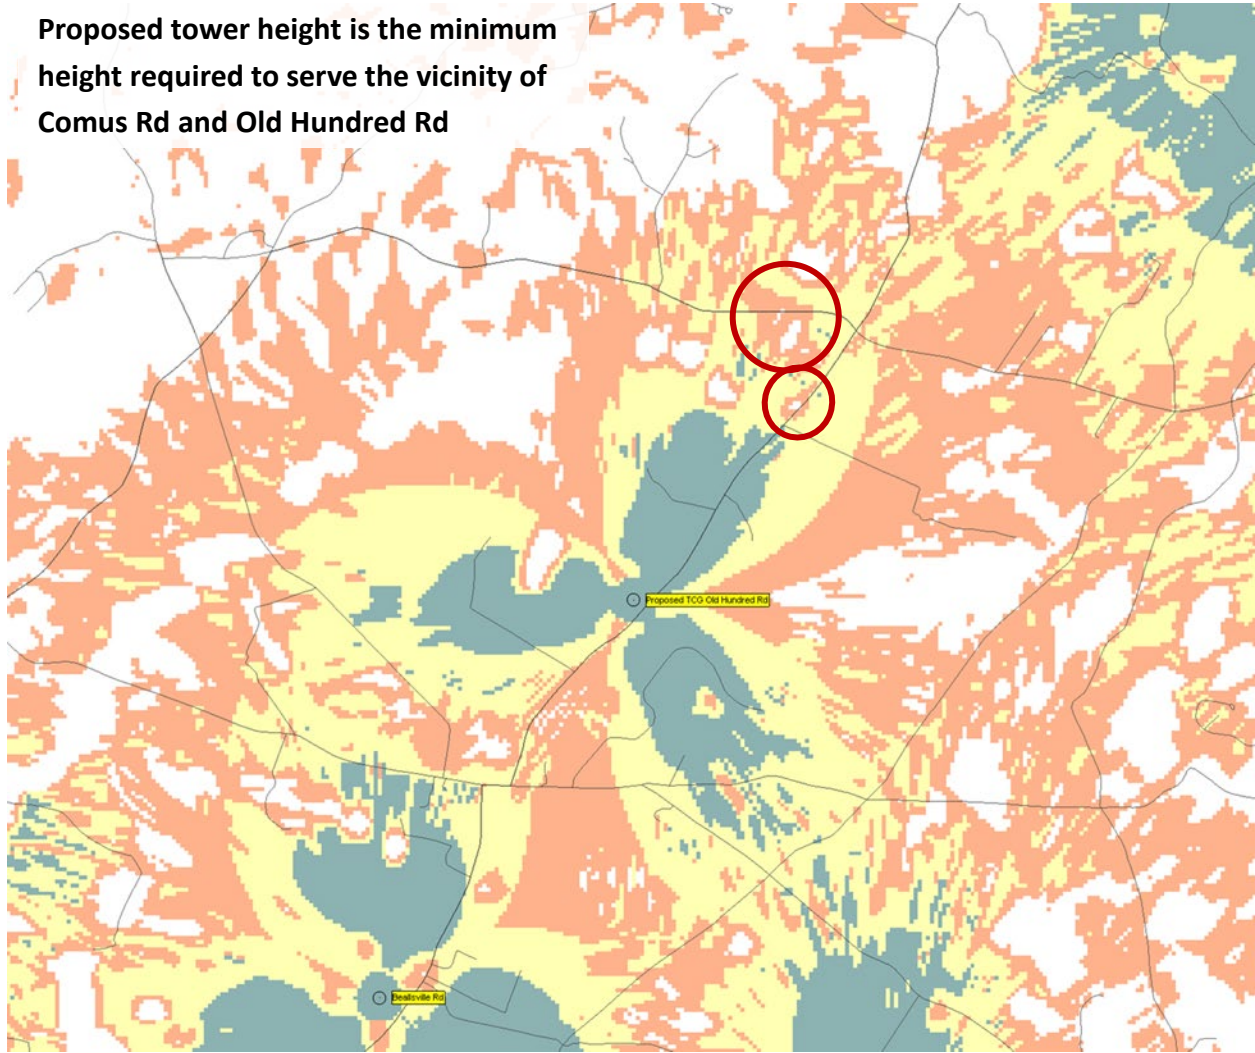 Proposed tower height is the minimum
height required to serve the vicinity of
Comus Rd and Old Hundred Rd
Proposed TCG Old Hundred Rd
Beallsville Rd